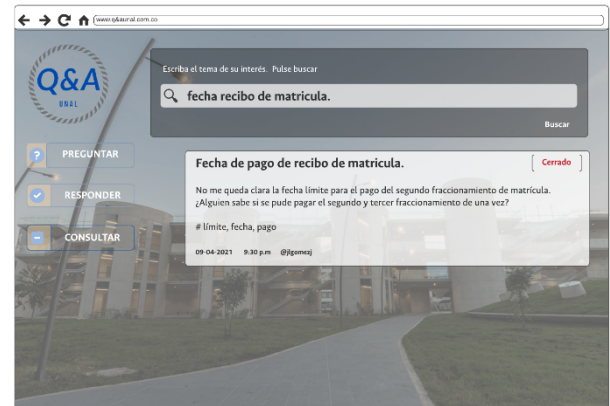 www.q&aunal.com.co
Q&A
UNAL
Escriba el tema de su interés. Pulse buscar
fecha recibo de matricula.
Buscar
PREGUNTAR
RESPONDER
CONSULTAR
Fecha de pago de recibo de matricula.
Cerrado
No me queda clara la fecha límite para el pago del segundo fraccionamiento de matrícula.
¿Alguien sabe si se pude pagar el segundo y tercer fraccionamiento de una vez?
# límite, fecha, pago
09-04-2021 9:30 p.m @jlgomezj